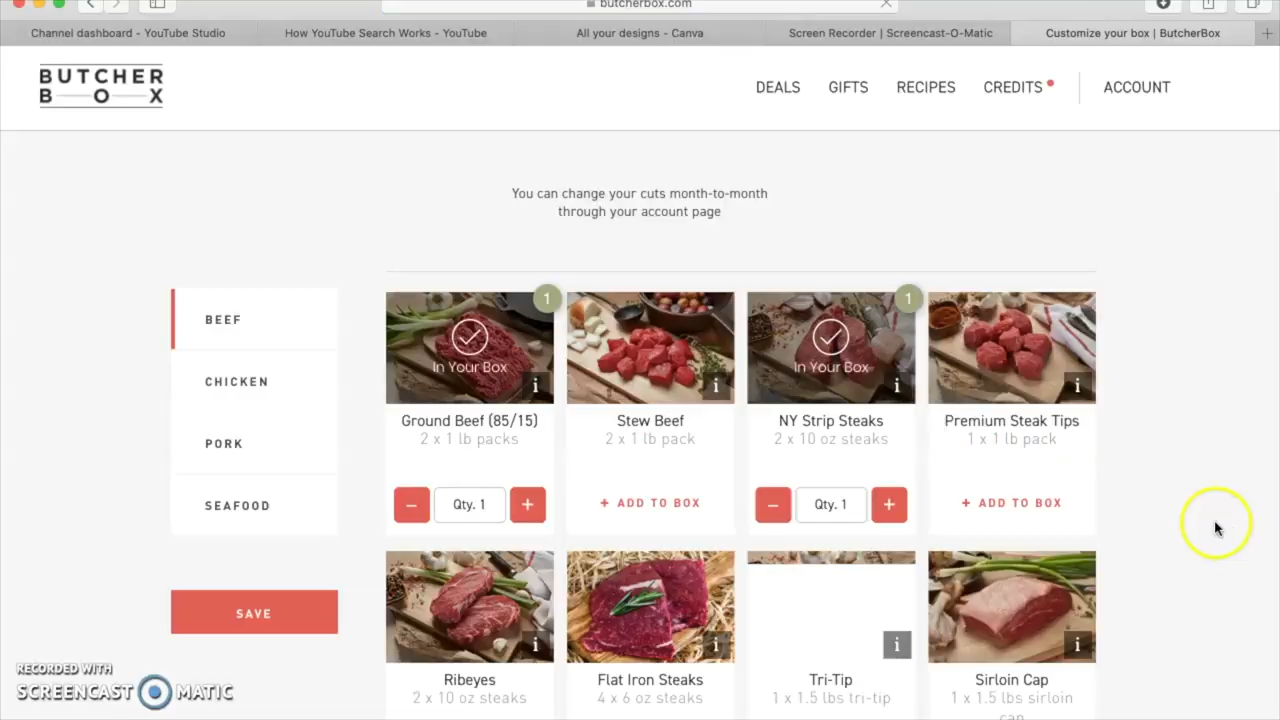 butcherbox.com
Channel dashboard - YouTube Studio
How YouTube Search Works - YouTube
All your designs - Canva
Screen Recorder | Screencast-O-Matic
Customize your box | ButcherBox
BUTCHER
BOX
DEALS
GIFTS
RECIPES
CREDITS
ACCOUNT
You can change your cuts month-to-month
through your account page
BEEF
CHICKEN
PORK
SEAFOOD
SAVE
1
In Your Box
i
Ground Beef (85/15)
2 x 1 lb packs
− Qty. 1 +
i
Stew Beef
2 x 1 lb pack
+ ADD TO BOX
1
In Your Box
i
NY Strip Steaks
2 x 10 oz steaks
− Qty. 1 +
i
Premium Steak Tips
1 x 1 lb pack
+ ADD TO BOX
i
Ribeyes
2 x 10 oz steaks
i
Flat Iron Steaks
4 x 6 oz steaks
i
Tri-Tip
1 x 1.5 lbs tri-tip
i
Sirloin Cap
1 x 1.5 lbs sirloin
cap
RECORDED WITH
SCREENCAST-O-MATIC